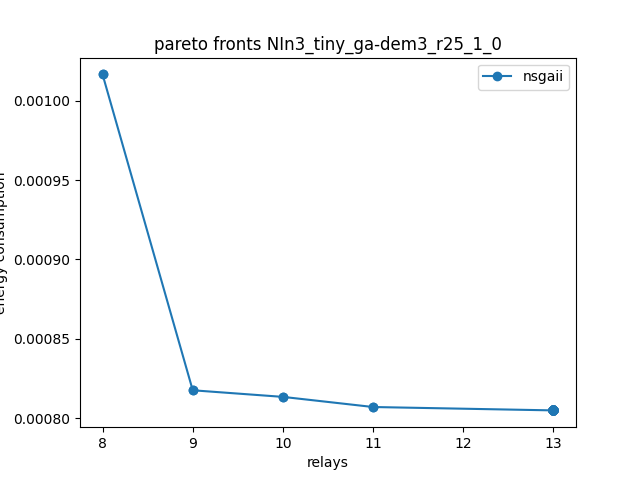 pareto fronts NIn3_tiny_ga-dem3_r25_1_0
nsgaii
0.00100
0.00095
0.00090
0.00085
0.00080
energy consumption
8 9 10 11 12 13
relays